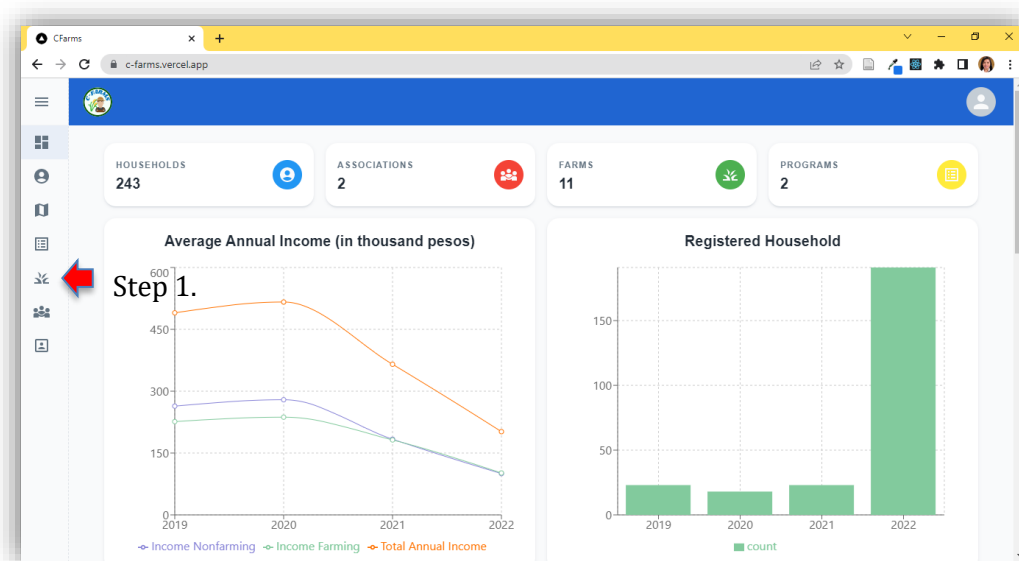 CFarms
c-farms.vercel.app
C-FARMS
HOUSEHOLDS
243
ASSOCIATIONS
2
FARMS
11
PROGRAMS
2
Step 1.
Average Annual Income (in thousand pesos)
600
450
300
150
0
2019 2020 2021 2022
Income Nonfarming Income Farming Total Annual Income
Registered Household
150
100
50
0
2019 2020 2021 2022
count